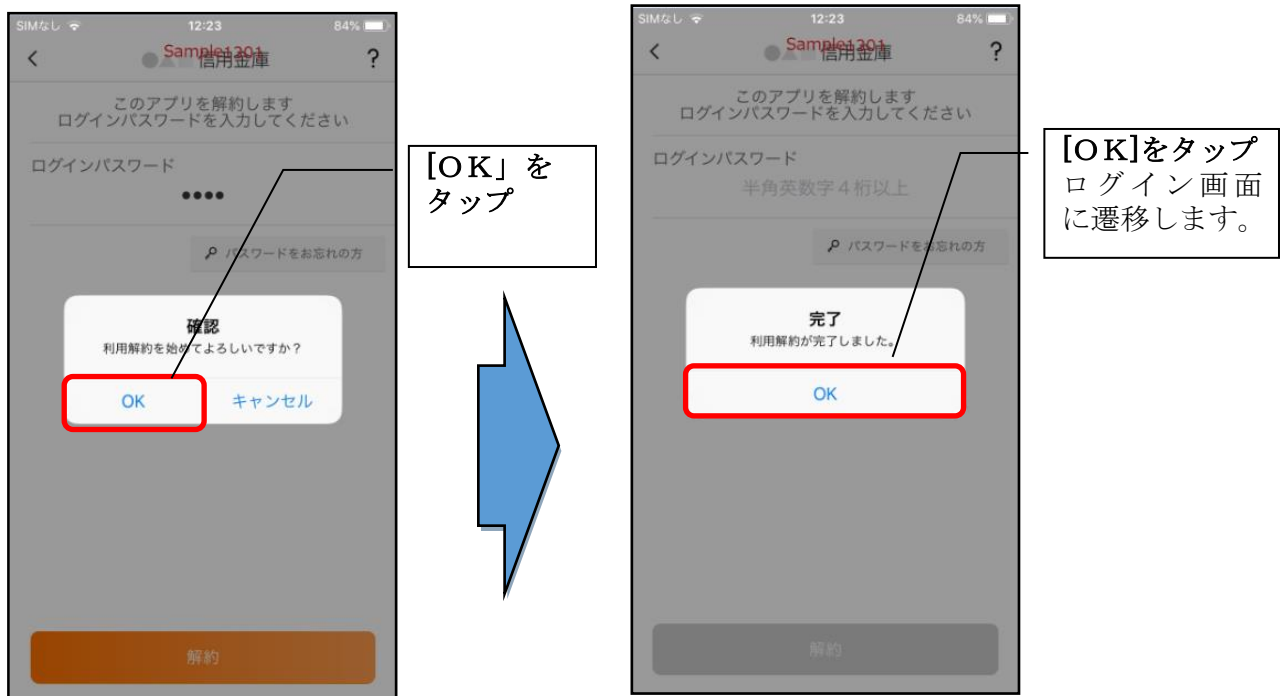 SIMなし 12:23 84%
Sample1201
●▲■信用金庫 ?
このアプリを解約します
ログインパスワードを入力してください
ログインパスワード
••••
パスワードをお忘れの方
確認
利用解約を始めてよろしいですか?
OK キャンセル
解約
[OK」を
タップ
SIMなし 12:23 84%
Sample1201
●▲■信用金庫 ?
このアプリを解約します
ログインパスワードを入力してください
ログインパスワード
半角英数字4桁以上
パスワードをお忘れの方
完了
利用解約が完了しました。
OK
解約
[OK]をタップ
ログイン画面
に遷移します。